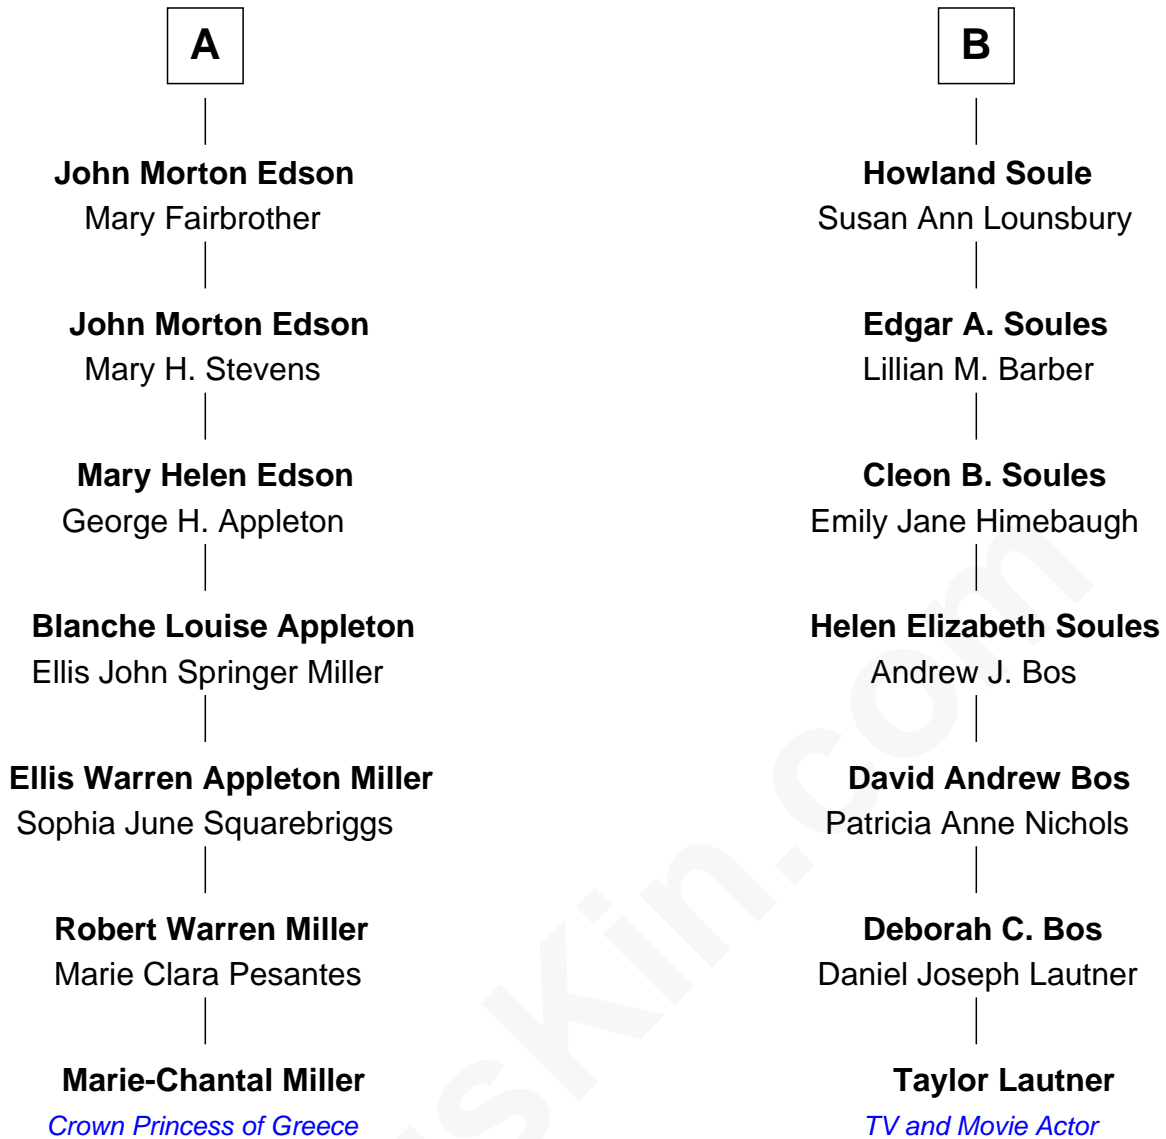 A
John Morton Edson
Mary Fairbrother
John Morton Edson
Mary H. Stevens
Mary Helen Edson
George H. Appleton
Blanche Louise Appleton
Ellis John Springer Miller
Ellis Warren Appleton Miller
Sophia June Squarebriggs
Robert Warren Miller
Marie Clara Pesantes
Marie-Chantal Miller
Crown Princess of Greece
B
Howland Soule
Susan Ann Lounsbury
Edgar A. Soules
Lillian M. Barber
Cleon B. Soules
Emily Jane Himebaugh
Helen Elizabeth Soules
Andrew J. Bos
David Andrew Bos
Patricia Anne Nichols
Deborah C. Bos
Daniel Joseph Lautner
Taylor Lautner
TV and Movie Actor
sKin.com